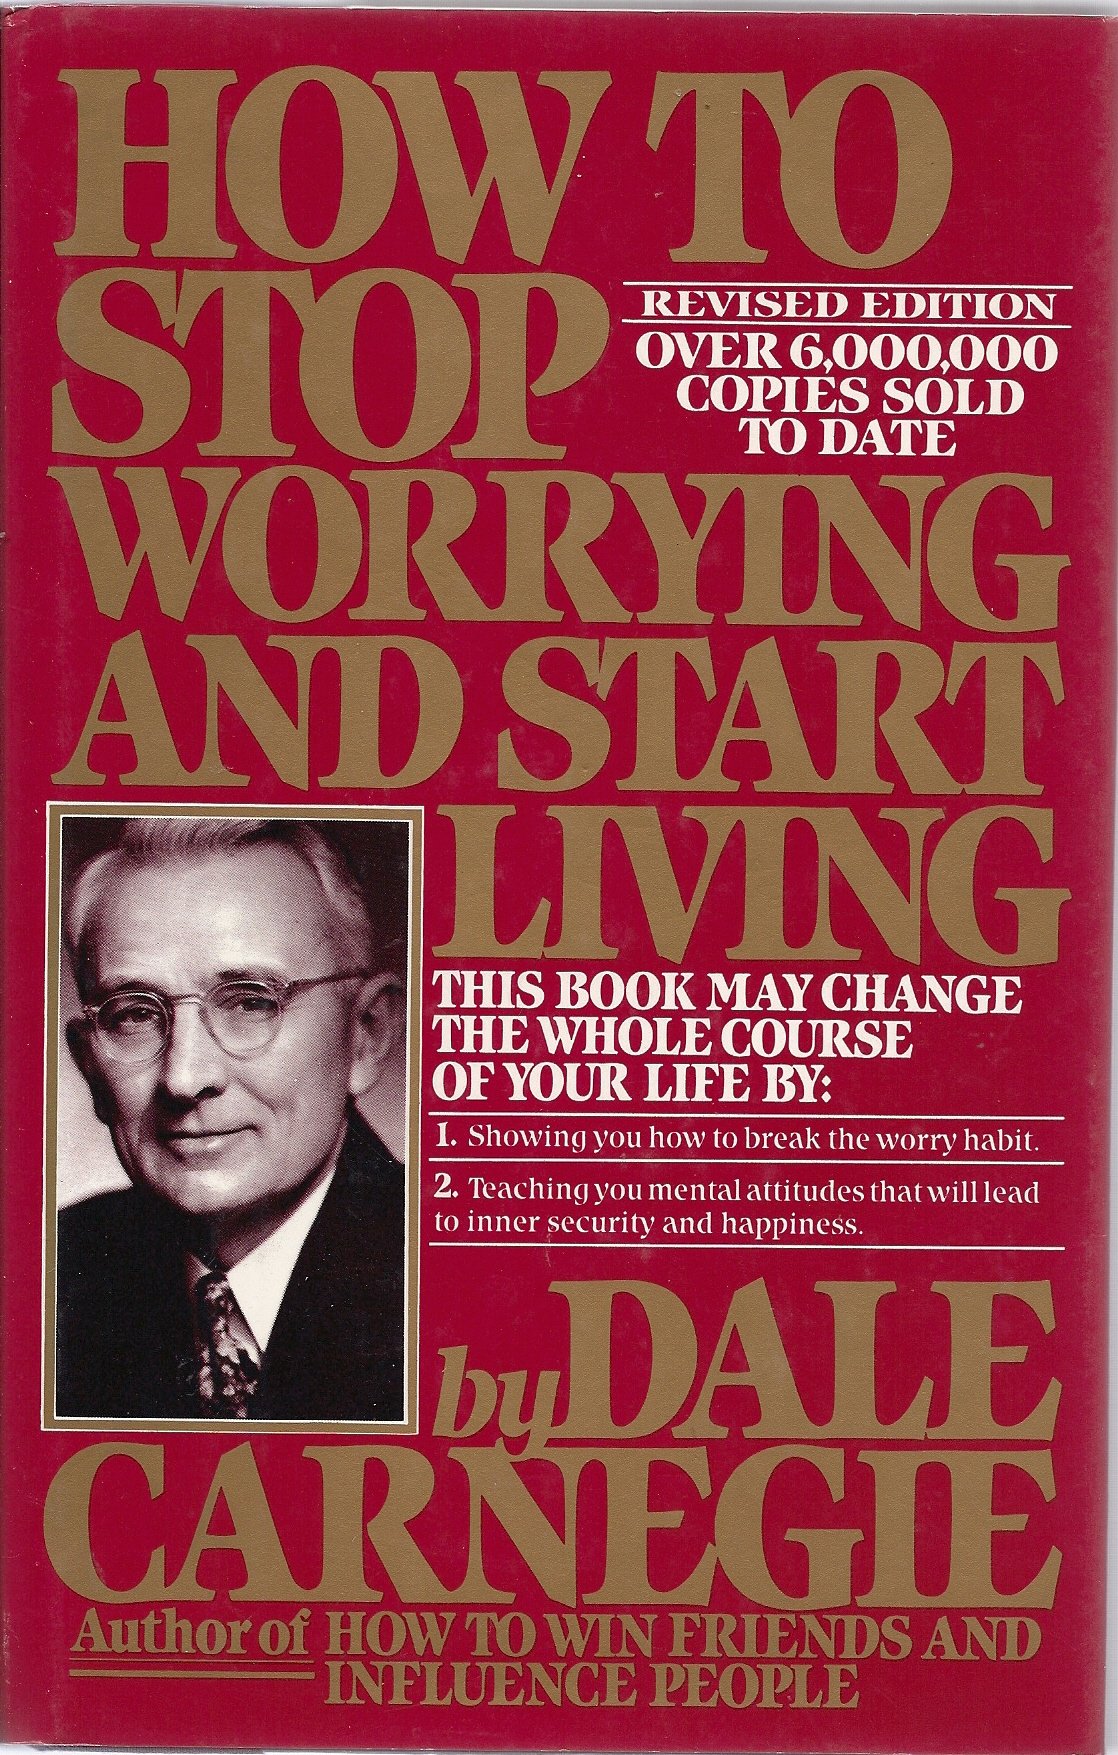 HOW TO
STOP
REVISED EDITION
OVER 6,000,000
COPIES SOLD
TO DATE
WORRYING
AND START
LIVING
THIS BOOK MAY CHANGE
THE WHOLE COURSE
OF YOUR LIFE BY:
1. Showing you how to break the worry habit.
2. Teaching you mental attitudes that will lead
to inner security and happiness.
by DALE
CARNEGIE
Author of HOW TO WIN FRIENDS AND
INFLUENCE PEOPLE